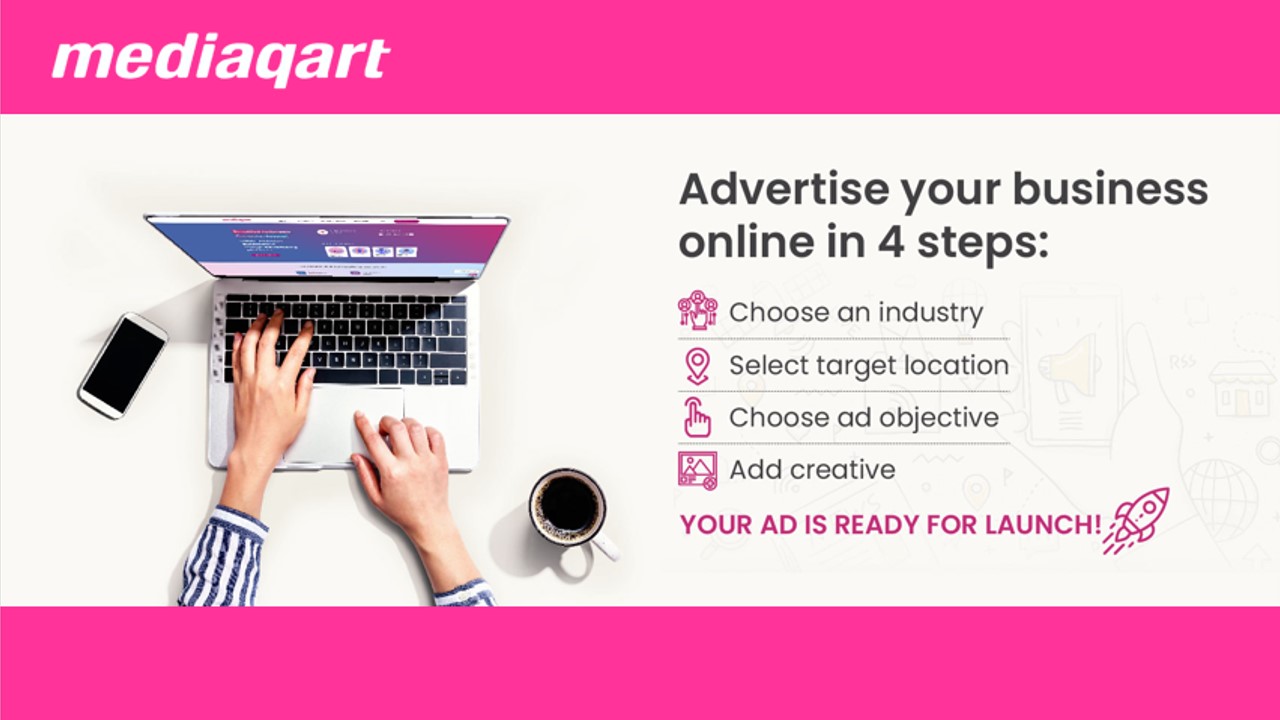 mediaqart
Advertise your business
online in 4 steps:
Choose an industry
Select target location
Choose ad objective
Add creative
YOUR AD IS READY FOR LAUNCH!
RSS